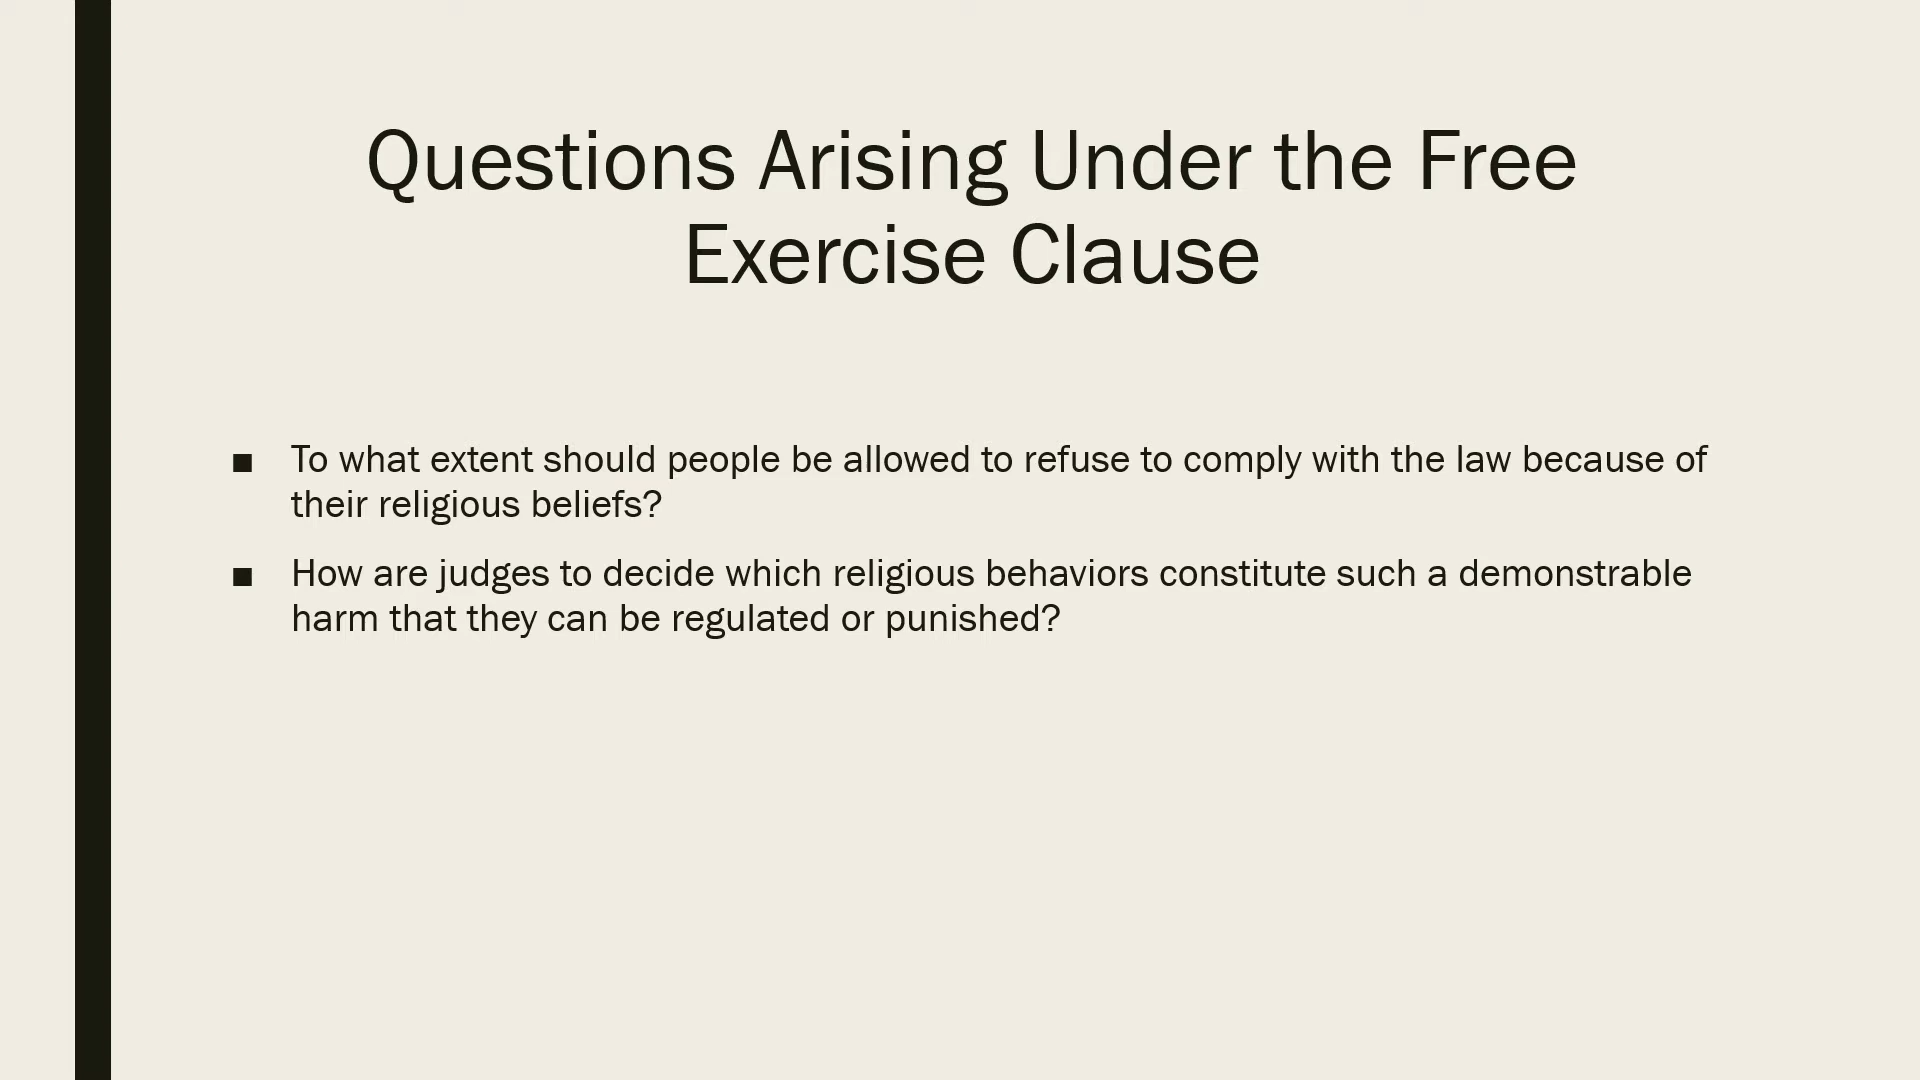 Questions Arising Under the Free
Exercise Clause
■ To what extent should people be allowed to refuse to comply with the law because of
their religious beliefs?
■ How are judges to decide which religious behaviors constitute such a demonstrable
harm that they can be regulated or punished?